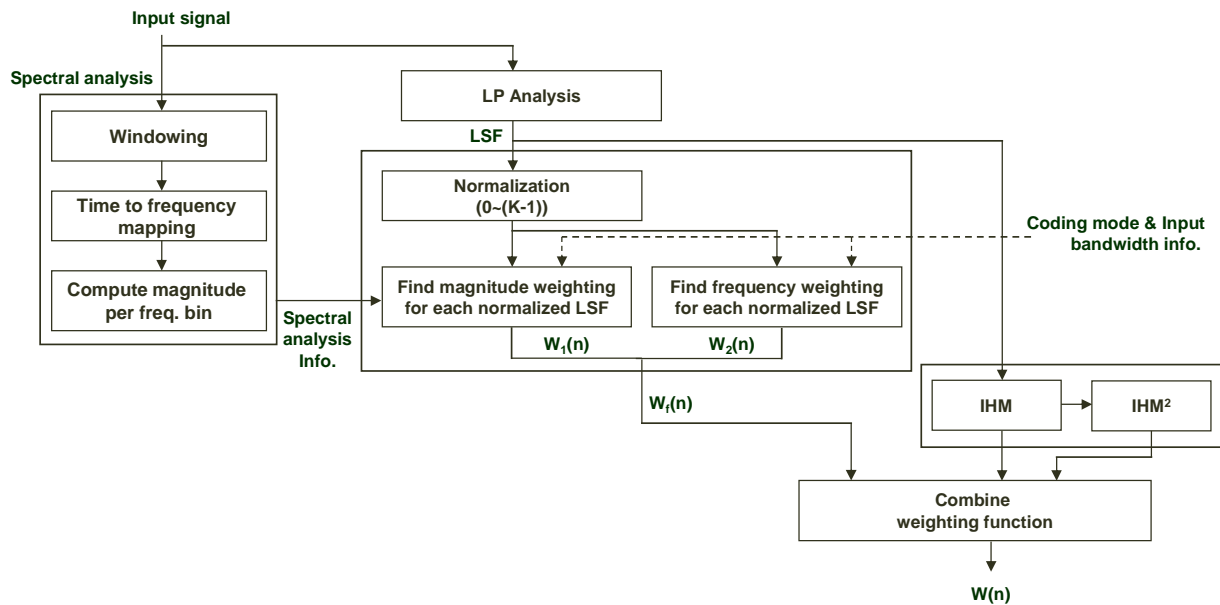 Input signal
Spectral analysis
LP Analysis
Windowing
LSF
Normalization
(0~(K-1))
Time to frequency
mapping
Coding mode & Input
bandwidth info.
Compute magnitude
per freq. bin
Find magnitude weighting
for each normalized LSF
Find frequency weighting
for each normalized LSF
Spectral
analysis
Info.
W₁(n)
W₂(n)
W_f(n)
IHM
IHM²
Combine
weighting function
W(n)